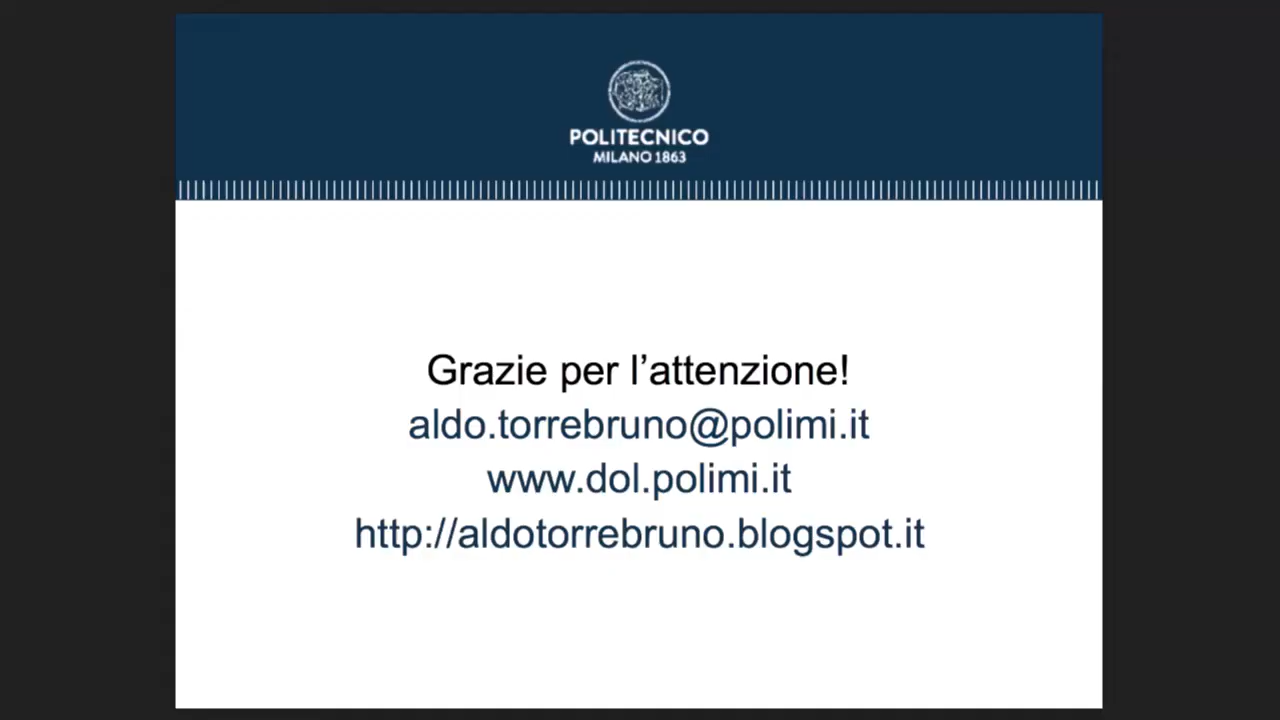 POLITECNICO
MILANO 1863
Grazie per l’attenzione!
aldo.torrebruno@polimi.it
www.dol.polimi.it
http://aldotorrebruno.blogspot.it